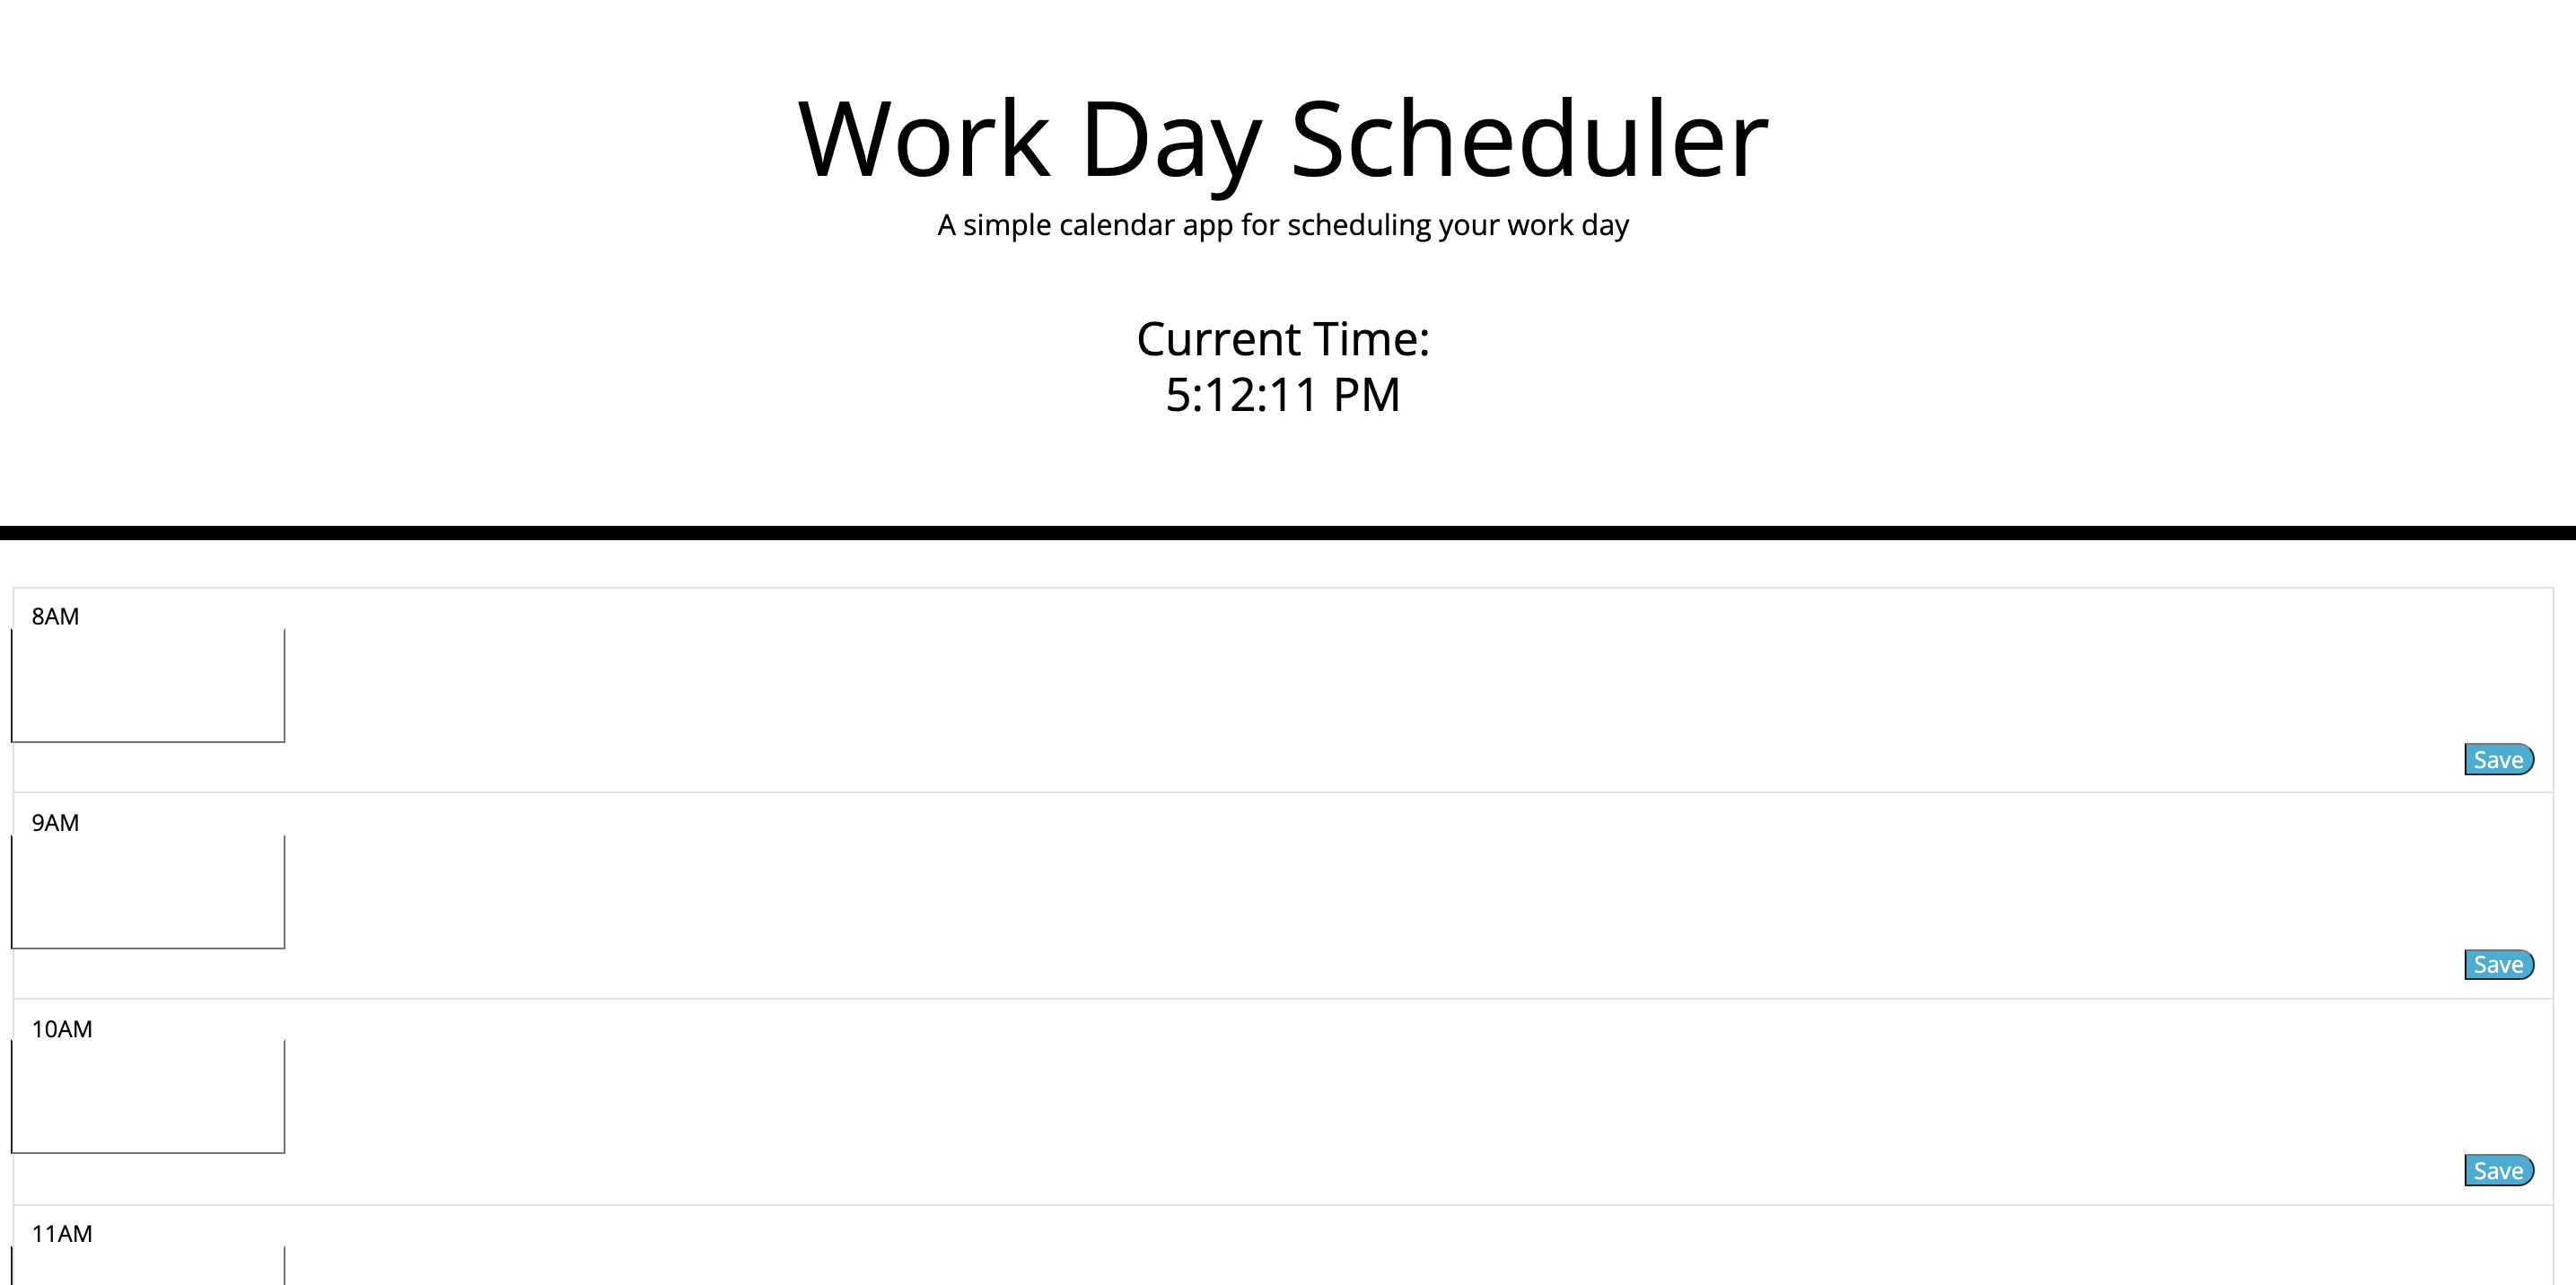 Work Day Scheduler
A simple calendar app for scheduling your work day
Current Time:
5:12:11 PM
8AM
Save
9AM
Save
10AM
Save
11AM